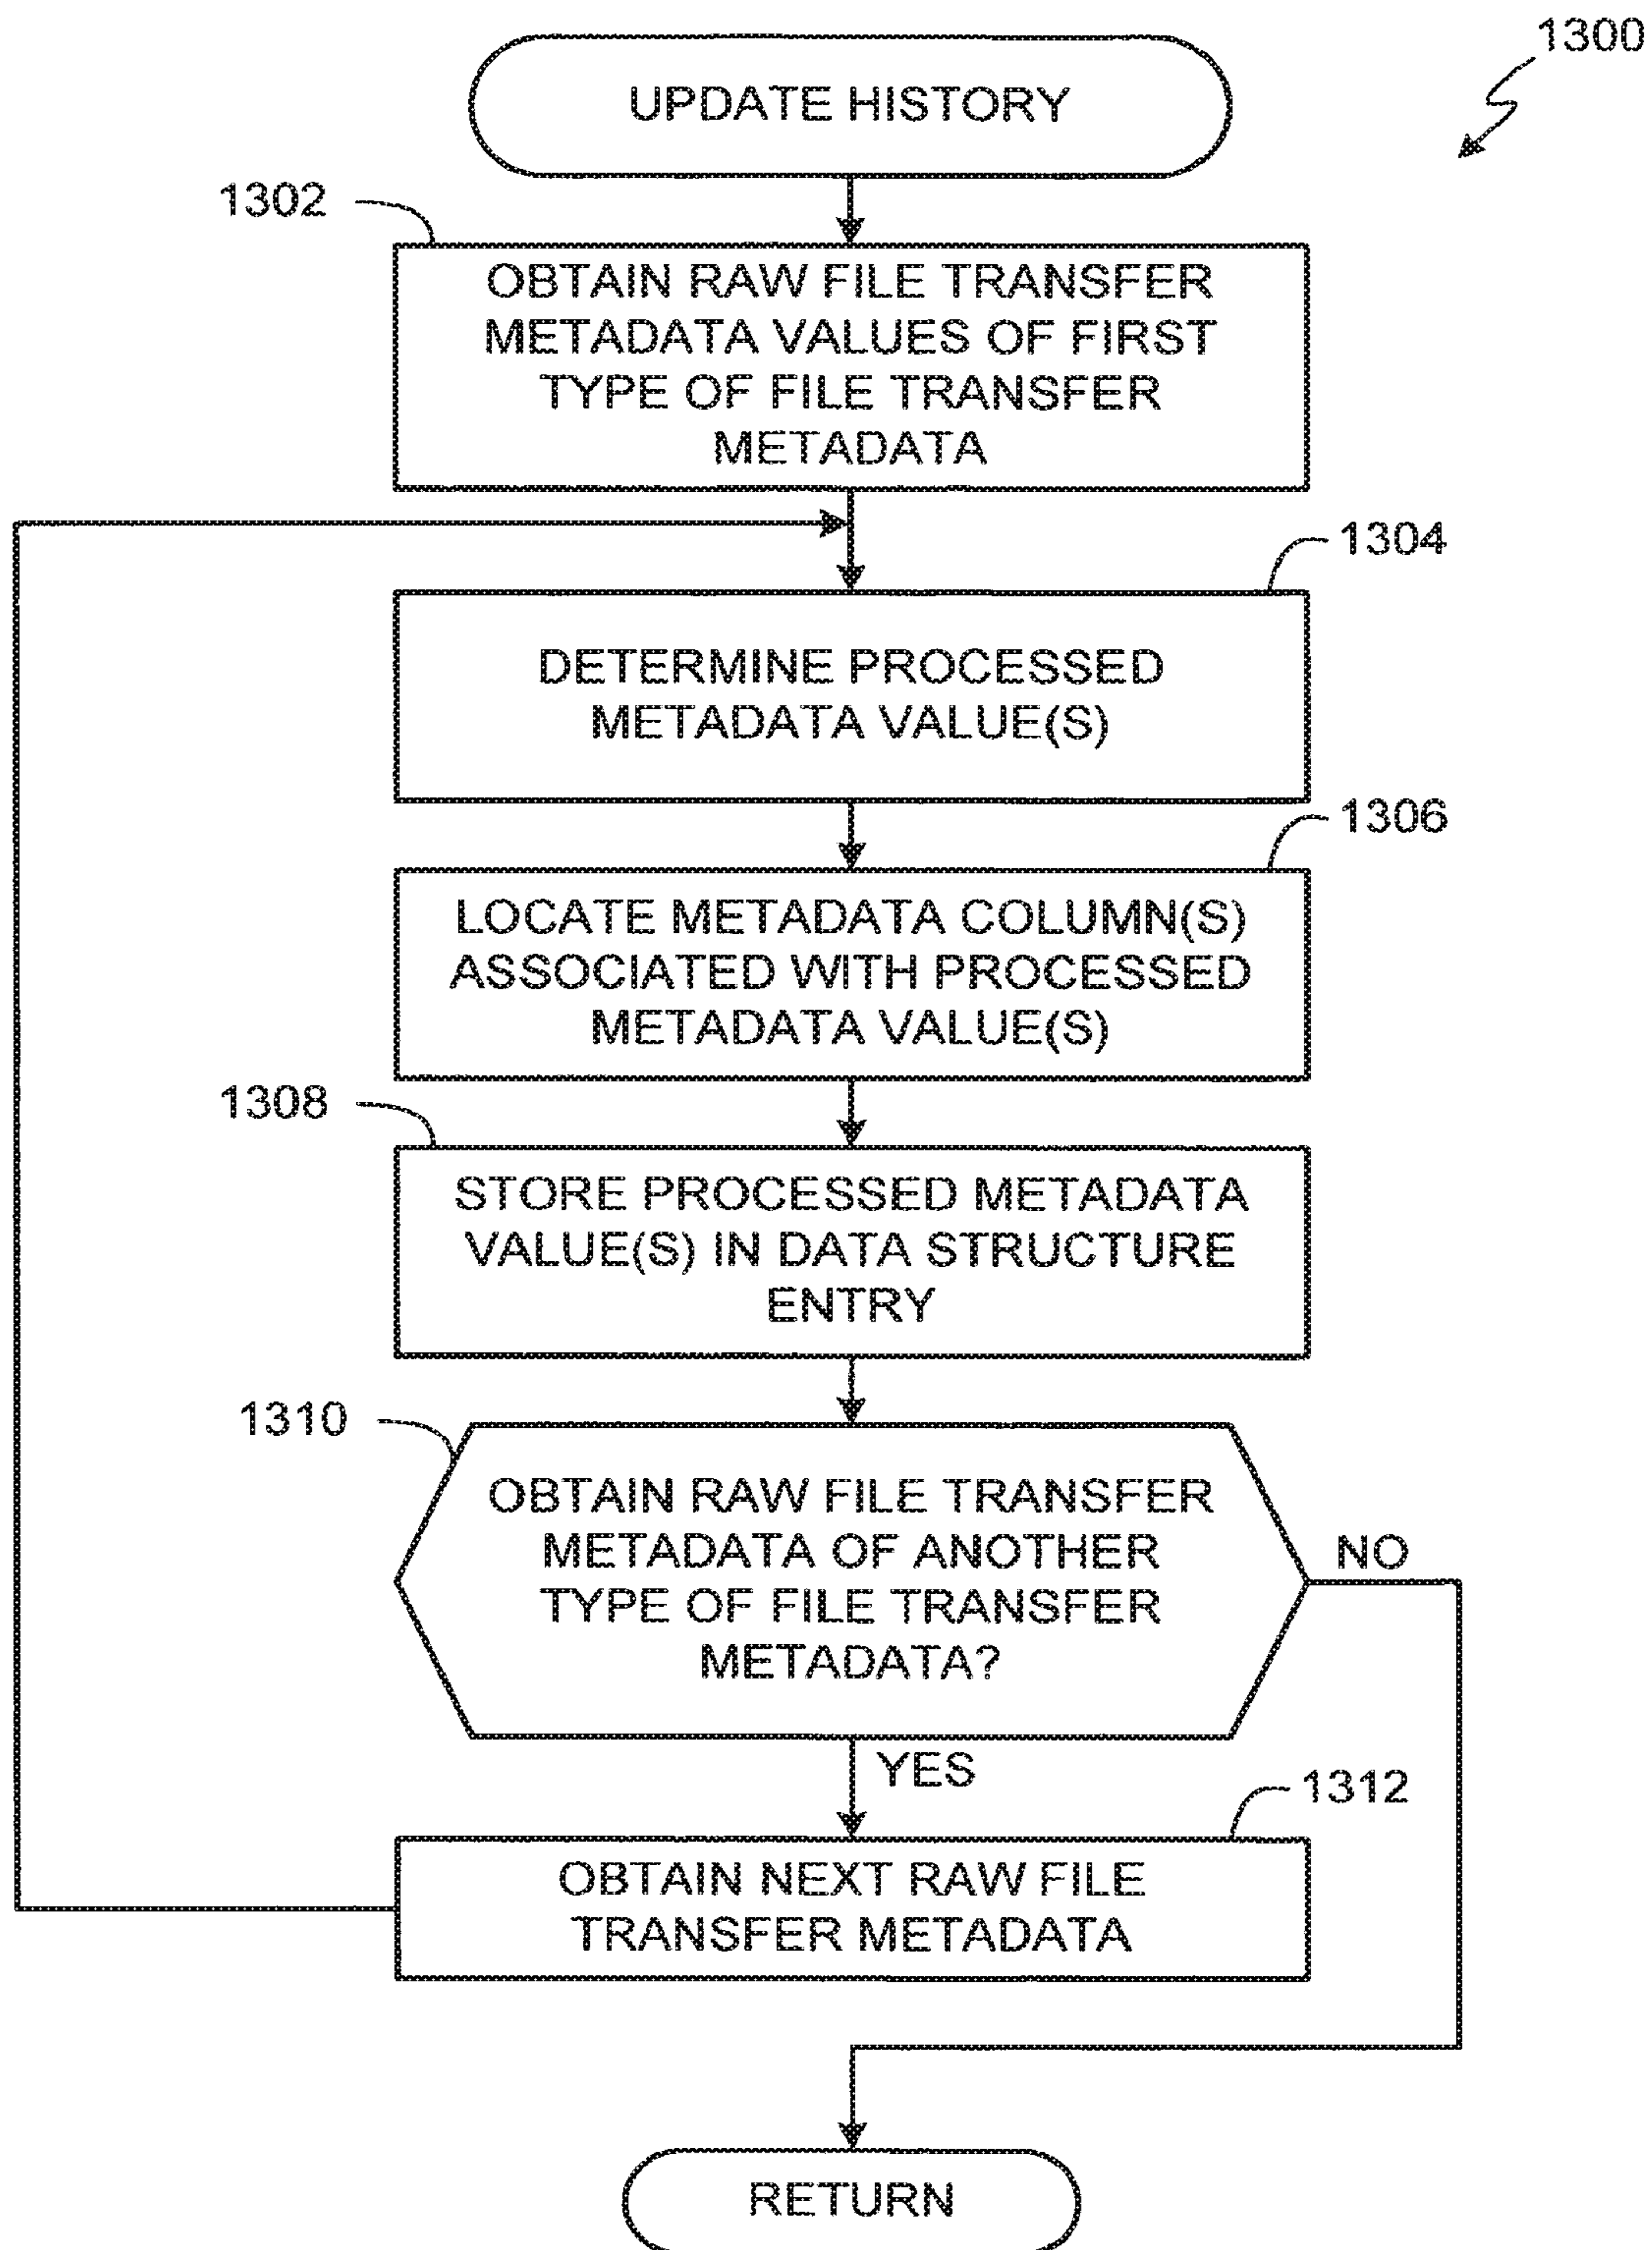 1300
UPDATE HISTORY
1302
OBTAIN RAW FILE TRANSFER
METADATA VALUES OF FIRST
TYPE OF FILE TRANSFER
METADATA
1304
DETERMINE PROCESSED
METADATA VALUE(S)
1306
LOCATE METADATA COLUMN(S)
ASSOCIATED WITH PROCESSED
METADATA VALUE(S)
1308
STORE PROCESSED METADATA
VALUE(S) IN DATA STRUCTURE
ENTRY
1310
OBTAIN RAW FILE TRANSFER
METADATA OF ANOTHER
TYPE OF FILE TRANSFER
METADATA?
NO
YES
1312
OBTAIN NEXT RAW FILE
TRANSFER METADATA
RETURN